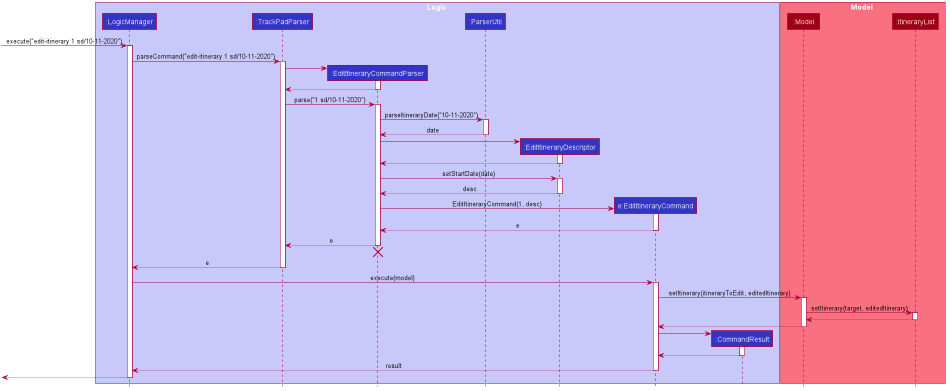 Logic
Model
:LogicManager
:TrackPadParser
:ParserUtil
:Model
:ItineraryList
execute("edit-itinerary 1 sd/10-11-2020")
parseCommand("edit-itinerary 1 sd/10-11-2020")
:EditItineraryCommandParser
parse("1 sd/10-11-2020")
parseItineraryDate("10-11-2020")
date
:EditItineraryDescriptor
setStartDate(date)
desc
EditItineraryCommand(1, desc)
e:EditItineraryCommand
e
e
e
execute(model)
setItinerary(itineraryToEdit, editedItinerary)
setItinerary(target, editedItinerary)
:CommandResult
result